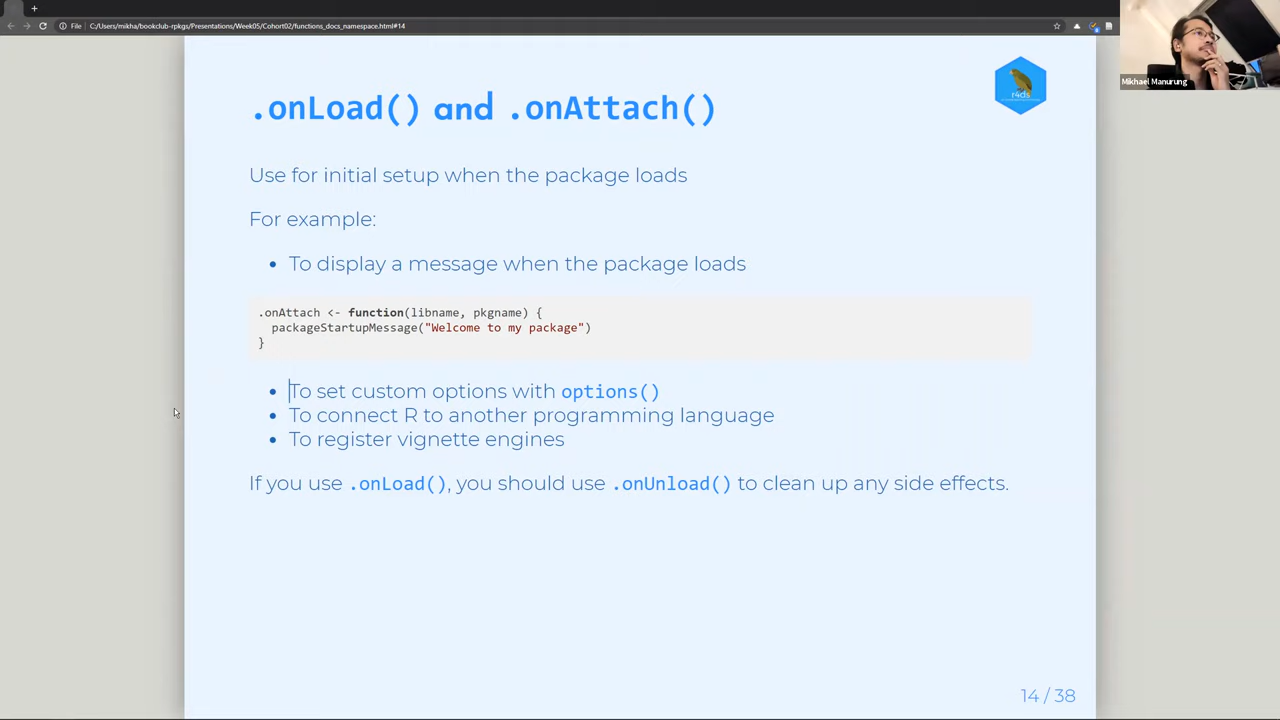 File
C:/Users/mikha/bookclub-rpkgs/Presentations/Week05/Cohort02/functions_docs_namespace.html#14
Mikhael Manurung
.onLoad() and .onAttach()
r4ds
Use for initial setup when the package loads
For example:
• To display a message when the package loads
.onAttach <- function(libname, pkgname) {
packageStartupMessage("Welcome to my package")
}
• To set custom options with options()
• To connect R to another programming language
• To register vignette engines
If you use .onLoad(), you should use .onUnload() to clean up any side effects.
14 / 38